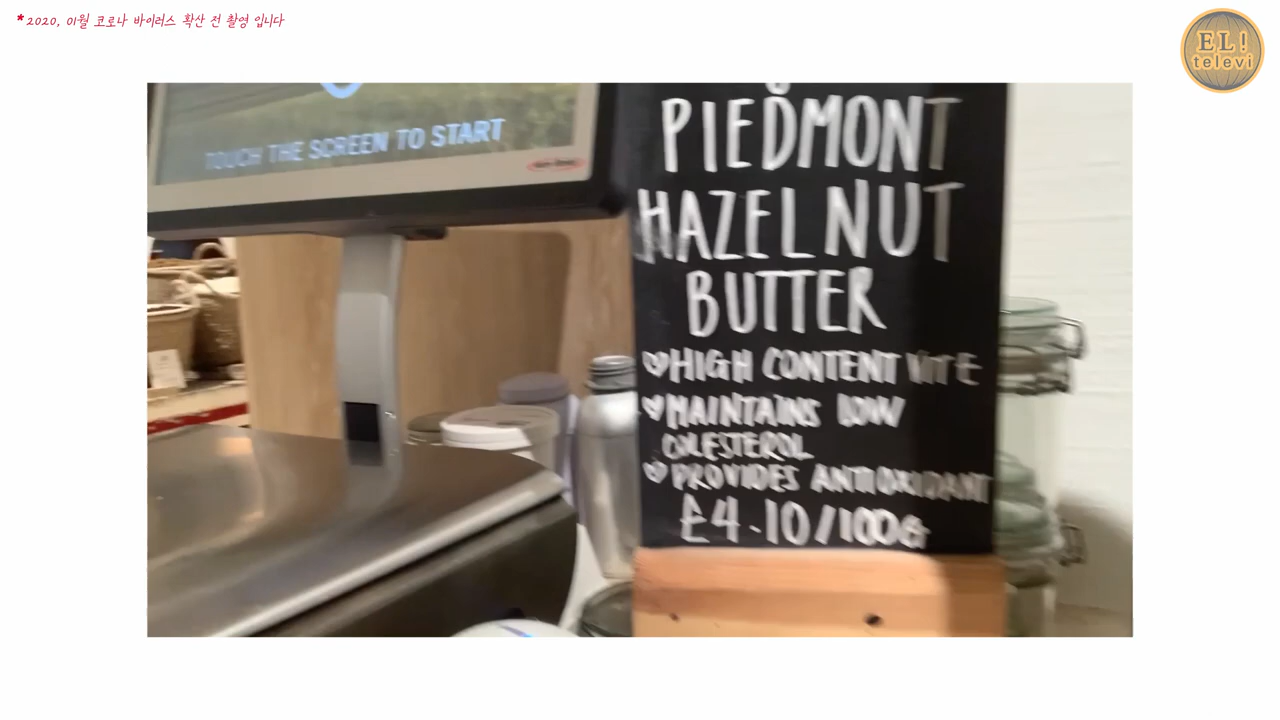 *2020, 01월 코로나 바이러스 확산 전 촬영 입니다
EL!
televi
TOUCH THE SCREEN TO START
PIEDMONT
HAZELNUT
BUTTER
HIGH CONTENT VIT E
MAINTAINS LOW
COLESTEROL
PROVIDES ANTIOXIDANT
£4.10/100G